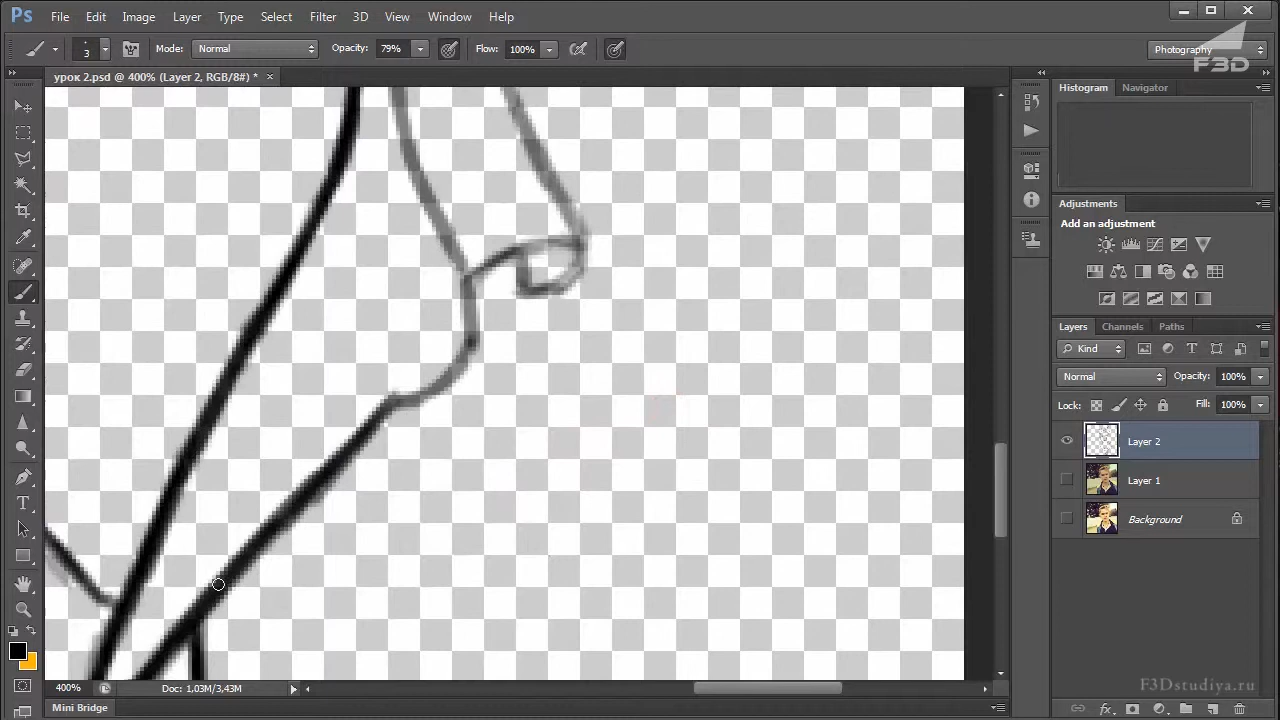 Ps File Edit Image Layer Type Select Filter 3D View Window Help
3 Mode: Normal Opacity: 79% Flow: 100% Photography
F3D
урок 2.psd @ 400% (Layer 2, RGB/8#) * ×
Histogram Navigator
Adjustments
Add an adjustment
Layers Channels Paths
Kind
Normal Opacity: 100%
Lock: Fill: 100%
Layer 2
Layer 1
Background
400% Doc: 1,03M/3,43M
F3Dstudiya.ru
Mini Bridge